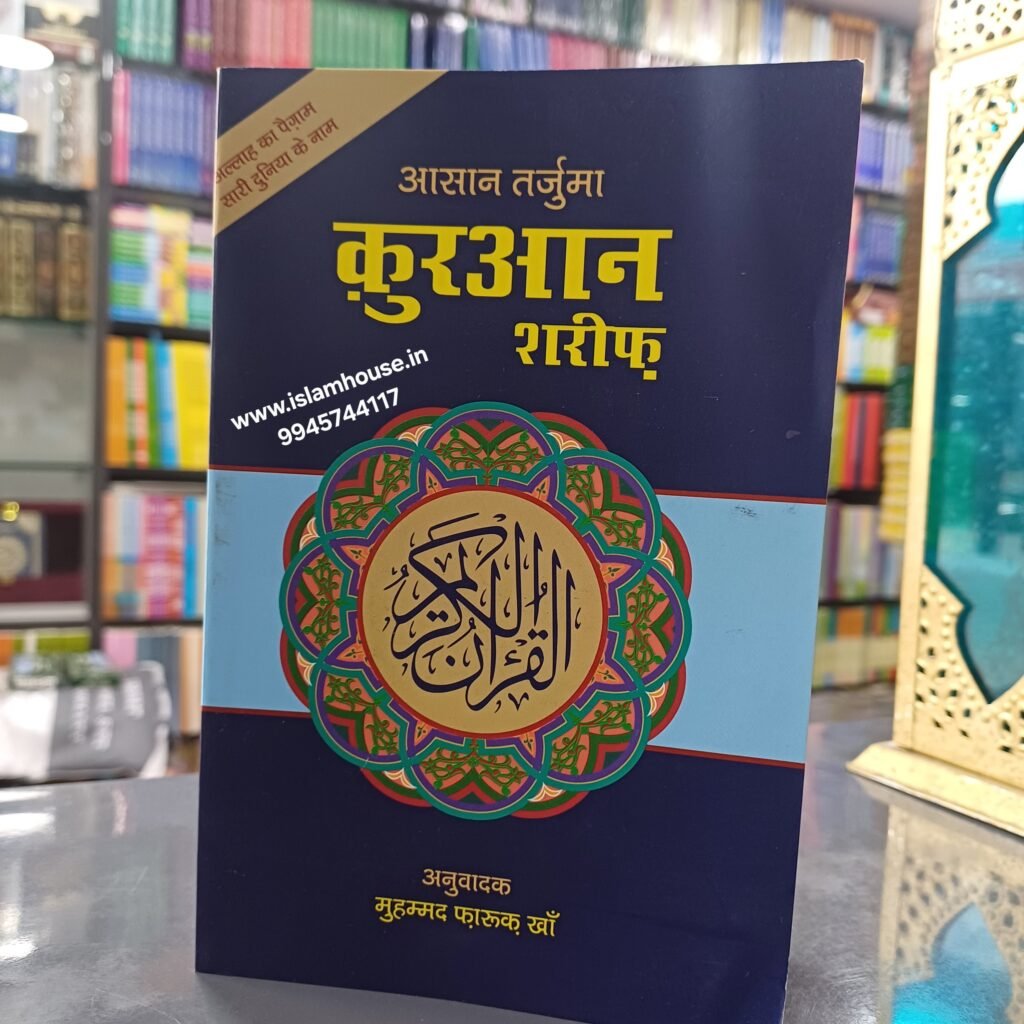 अल्लाह का पैग़ाम
सारी दुनिया के नाम
आसान तर्जुमा
क़ुरआन
शरीफ़
www.islamhouse.in
9945744117
القرآن الكريم
अनुवादक
मुहम्मद फ़ारूक़ ख़ाँ